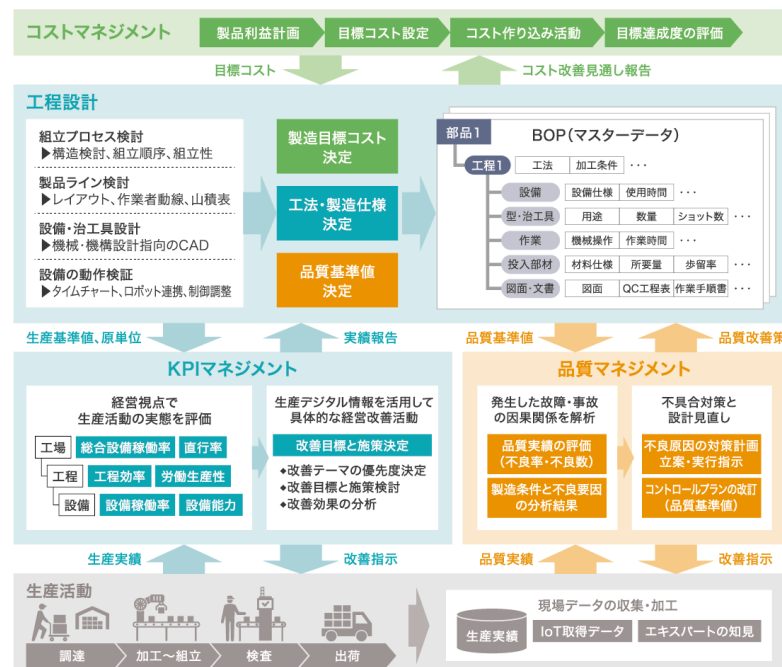 コストマネジメント
製品利益計画
目標コスト設定
コスト作り込み活動
目標達成度の評価
目標コスト
コスト改善見通し報告
工程設計
組立プロセス検討
▶構造検討、組立順序、組立性
製品ライン検討
▶レイアウト、作業者動線、山積表
設備・治工具設計
▶機械・機構設計指向のCAD
設備の動作検証
▶タイムチャート、ロボット連携、制御調整
製造目標コスト
決定
工法・製造仕様
決定
品質基準値
決定
部品1
BOP(マスターデータ)
工程1 工法 加工条件 ･･･
設備 設備仕様 使用時間 ･･･
型・治工具 用途 数量 ショット数 ･･･
作業 機械操作 作業時間 ･･･
投入部材 材料仕様 所要量 歩留率 ･･･
図面・文書 図面 QC工程表 作業手順書 ･･･
生産基準値、原単位
実績報告
品質基準値
品質改善策
KPIマネジメント
経営視点で
生産活動の実態を評価
工場 総合設備稼働率 直行率
工程 工程効率 労働生産性
設備 設備稼働率 設備能力
生産デジタル情報を活用して
具体的な経営改善活動
改善目標と施策決定
◆改善テーマの優先度決定
◆改善目標と施策検討
◆改善効果の分析
品質マネジメント
発生した故障・事故
の因果関係を解析
品質実績の評価
(不良率・不良数)
製造条件と不良要因
の分析結果
不具合対策と
設計見直し
不良原因の対策計画
立案・実行指示
コントロールプランの改訂
(品質基準値)
生産実績
改善指示
品質実績
改善指示
生産活動
調達
加工〜組立
検査
出荷
現場データの収集・加工
生産実績
IoT取得データ
エキスパートの知見